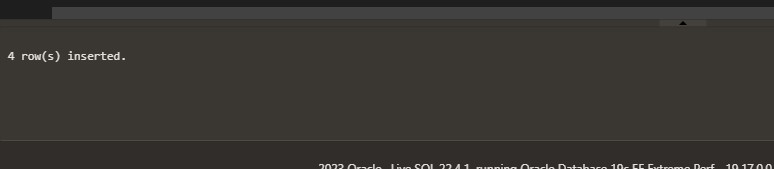 4 row(s) inserted.
2023 Oracle · Live SQL 22.4.1, running Oracle Database 19c EE Extreme Perf - 19.17.0.0